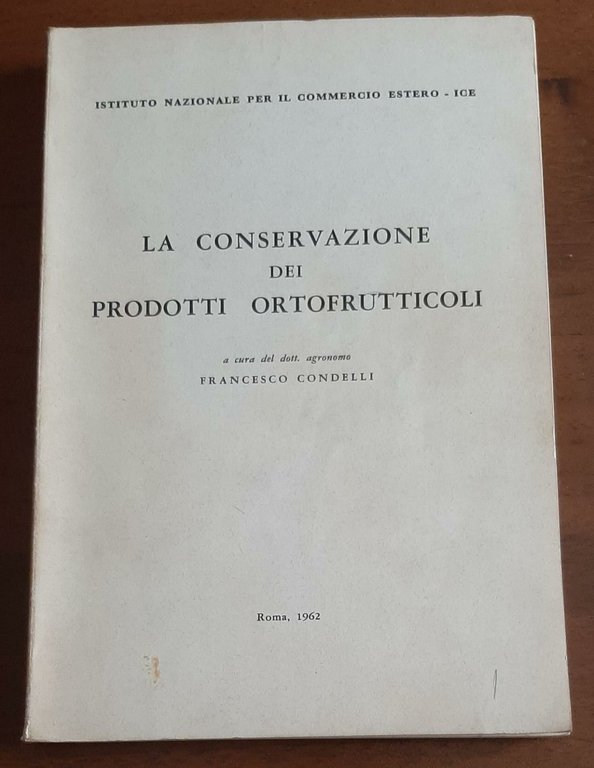 ISTITUTO NAZIONALE PER IL COMMERCIO ESTERO - ICE
LA CONSERVAZIONE
DEI
PRODOTTI ORTOFRUTTICOLI
a cura del dott. agronomo
FRANCESCO CONDELLI
Roma, 1962